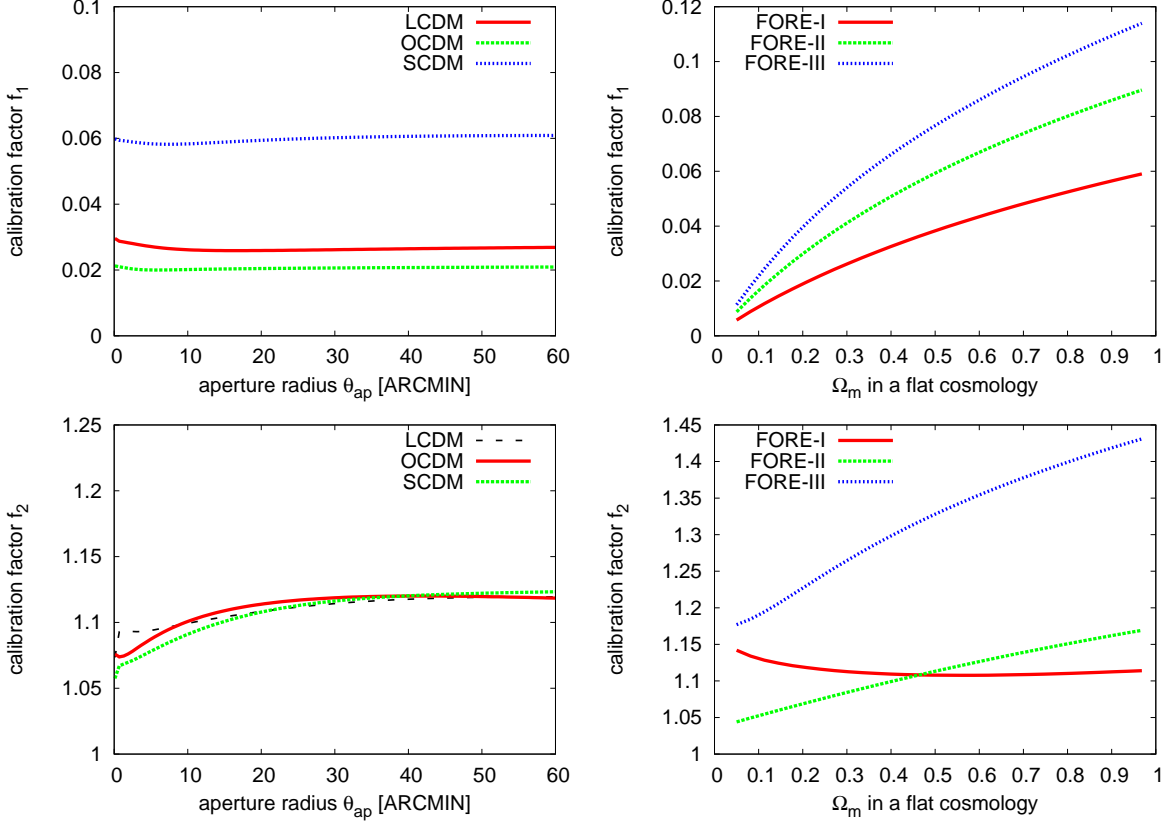 0.1
0.08
0.06
0.04
0.02
0
calibration factor f1
LCDM
OCDM
SCDM
0 10 20 30 40 50 60
aperture radius θap [ARCMIN]
0.12
0.1
0.08
0.06
0.04
0.02
0
calibration factor f1
FORE-I
FORE-II
FORE-III
0 0.1 0.2 0.3 0.4 0.5 0.6 0.7 0.8 0.9 1
Ωm in a flat cosmology
1.25
1.2
1.15
1.1
1.05
1
calibration factor f2
LCDM
OCDM
SCDM
0 10 20 30 40 50 60
aperture radius θap [ARCMIN]
1.45
1.4
1.35
1.3
1.25
1.2
1.15
1.1
1.05
1
calibration factor f2
FORE-I
FORE-II
FORE-III
0 0.1 0.2 0.3 0.4 0.5 0.6 0.7 0.8 0.9 1
Ωm in a flat cosmology